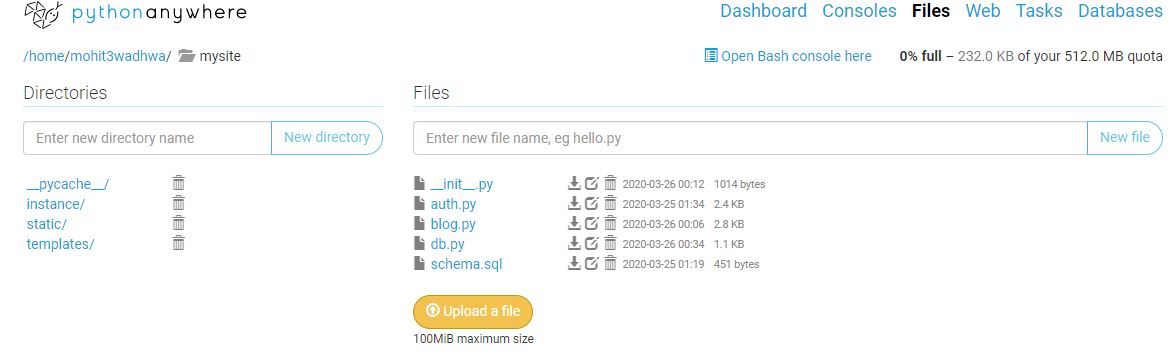 pythonanywhere
Dashboard Consoles Files Web Tasks Databases
/home/mohit3wadhwa/ mysite
Open Bash console here 0% full – 232.0 KB of your 512.0 MB quota
Directories
Enter new directory name New directory
__pycache__/
instance/
static/
templates/
Files
Enter new file name, eg hello.py New file
__init__.py 2020-03-26 00:12 1014 bytes
auth.py 2020-03-25 01:34 2.4 KB
blog.py 2020-03-26 00:06 2.8 KB
db.py 2020-03-26 00:34 1.1 KB
schema.sql 2020-03-25 01:19 451 bytes
Upload a file
100MiB maximum size